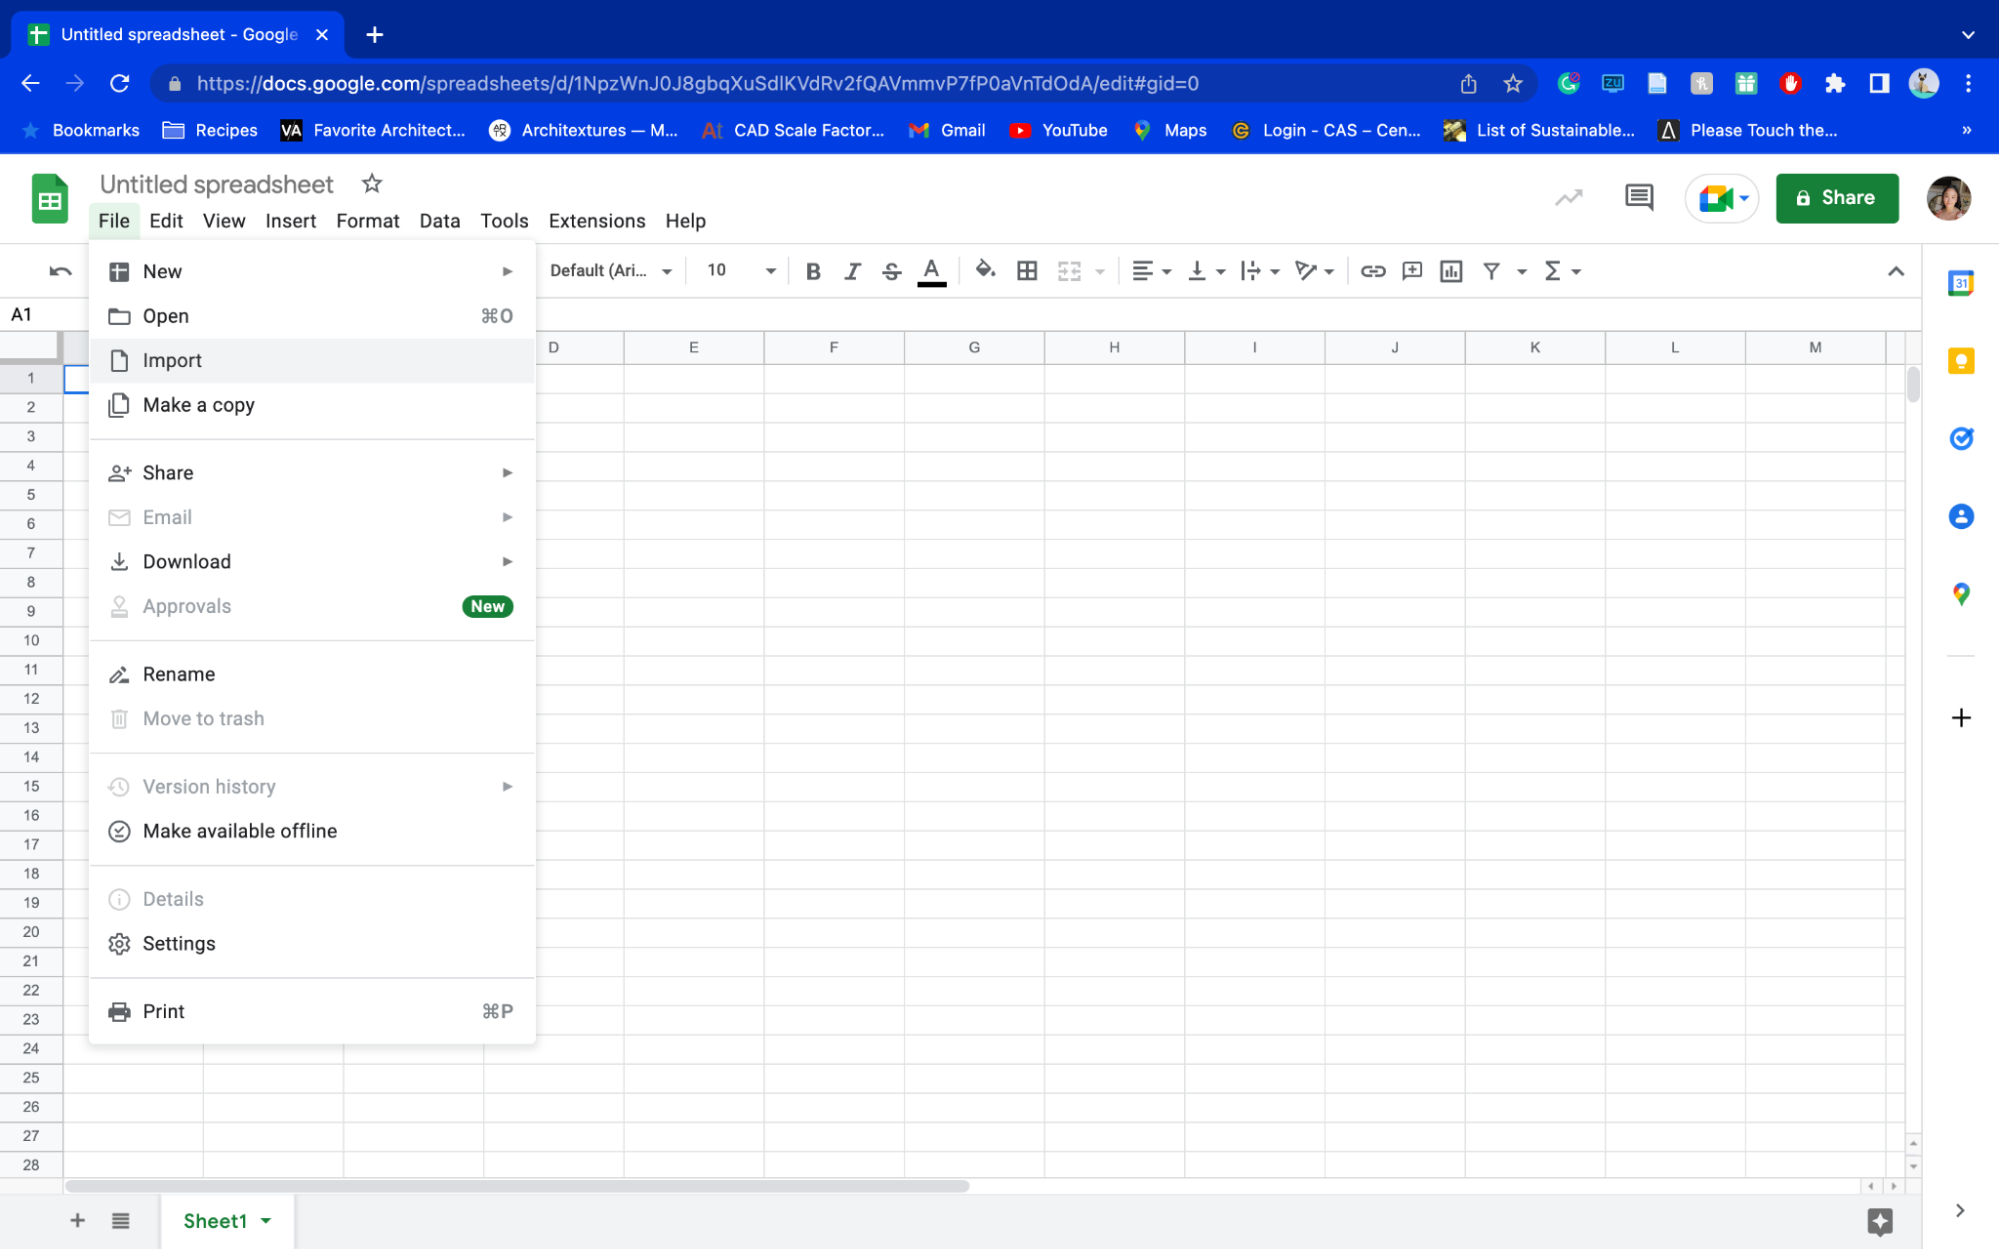 Untitled spreadsheet - Google
https://docs.google.com/spreadsheets/d/1NpzWnJ0J8gbqXuSdlKVdRv2fQAVmmvP7fP0aVnTdOdA/edit#gid=0
ZU
Bookmarks Recipes VA Favorite Architect... Architextures — M... At CAD Scale Factor... Gmail YouTube Maps Login - CAS – Cen... List of Sustainable... Please Touch the... »
Untitled spreadsheet
Share
File Edit View Insert Format Data Tools Extensions Help
Default (Ari... 10 B I S A Σ
31
A1
D E F G H I J K L M
New
Open ⌘O
Import
Make a copy
Share
Email
Download
Approvals New
Rename
Move to trash
Version history
Make available offline
Details
Settings
Print ⌘P
1
2
3
4
5
6
7
8
9
10
11
12
13
14
15
16
17
18
19
20
21
22
23
24
25
26
27
28
Sheet1